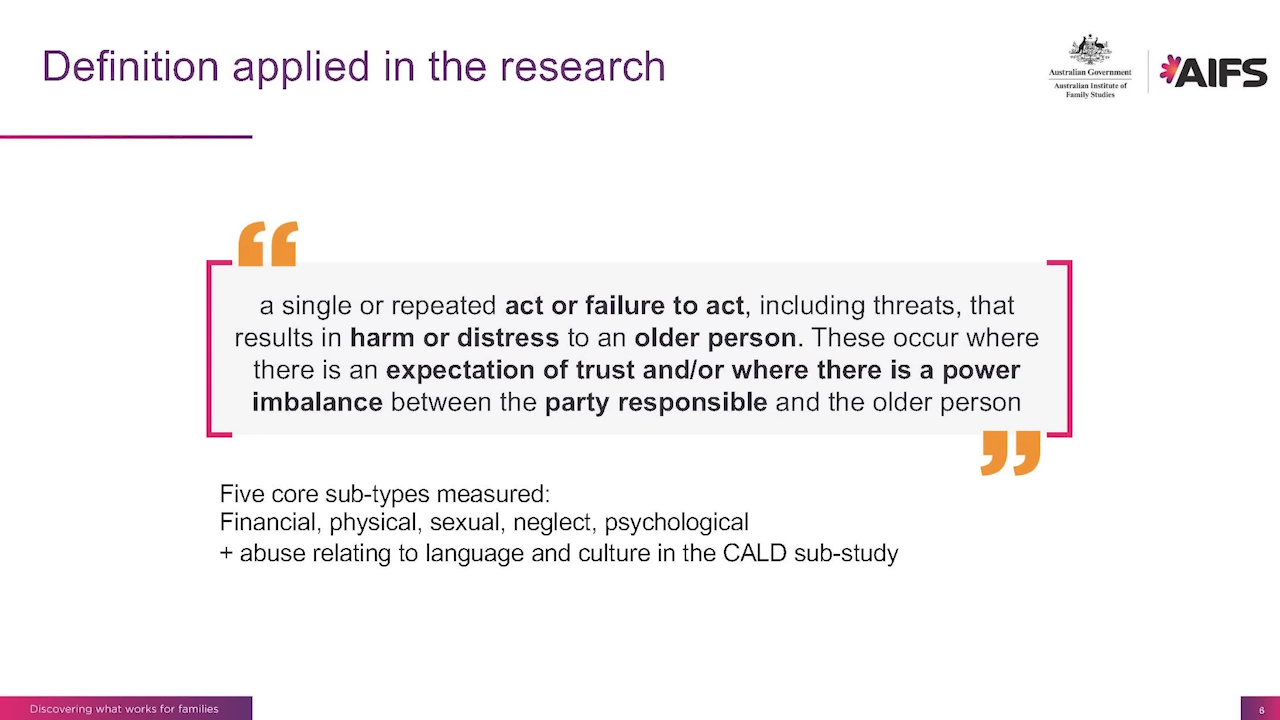 Definition applied in the research
Australian Government
Australian Institute of
Family Studies
AIFS
“
a single or repeated act or failure to act, including threats, that
results in harm or distress to an older person. These occur where
there is an expectation of trust and/or where there is a power
imbalance between the party responsible and the older person
”
Five core sub-types measured:
Financial, physical, sexual, neglect, psychological
+ abuse relating to language and culture in the CALD sub-study
Discovering what works for families
8